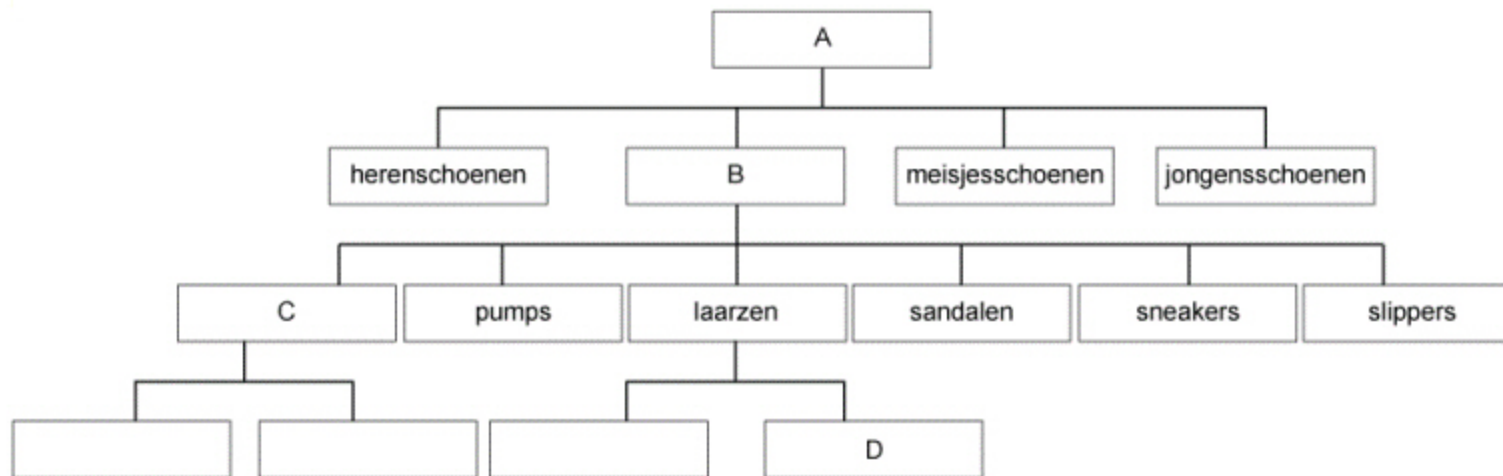 A
herenschoenen
B
meisjesschoenen
jongensschoenen
C
pumps
laarzen
sandalen
sneakers
slippers
D